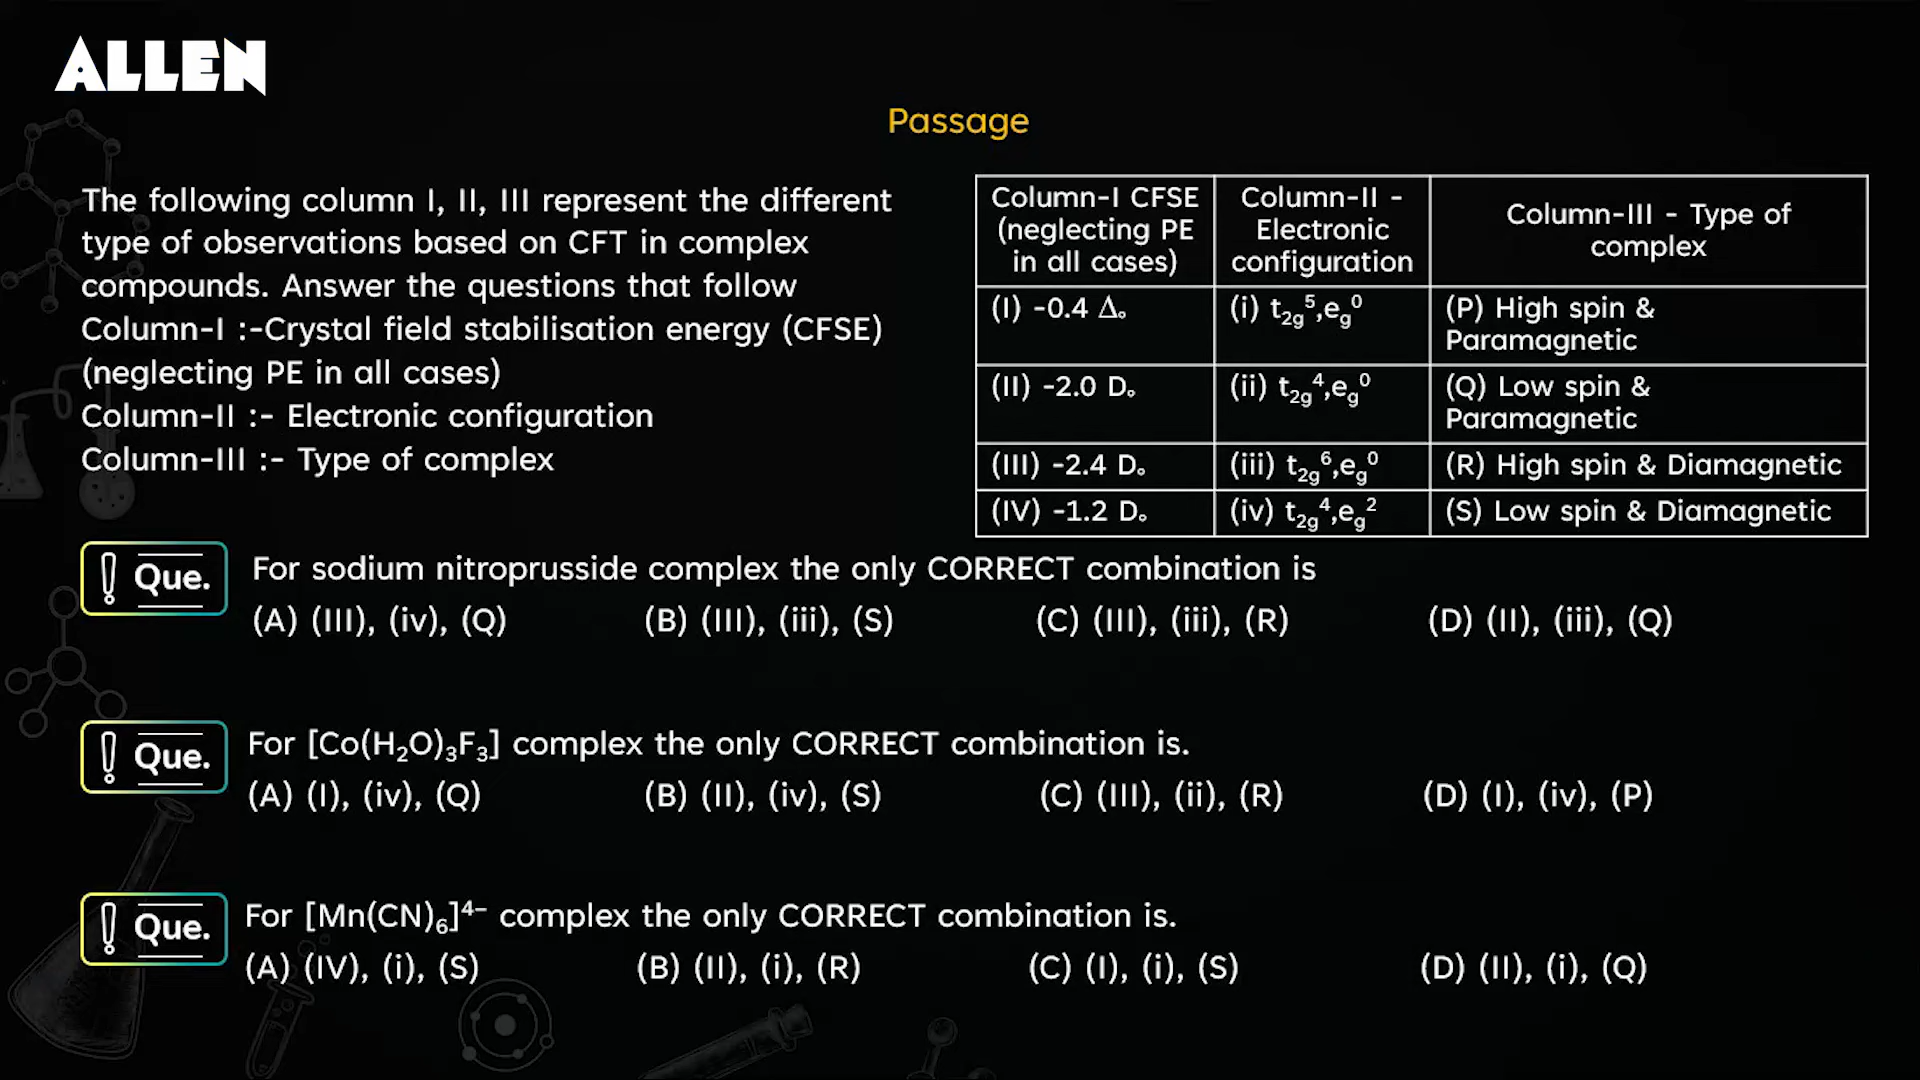 ALLEN
Passage
The following column I, II, III represent the different
type of observations based on CFT in complex
compounds. Answer the questions that follow
Column-I :-Crystal field stabilisation energy (CFSE)
(neglecting PE in all cases)
Column-II :- Electronic configuration
Column-III :- Type of complex
Column-I CFSE
(neglecting PE
in all cases)
Column-II -
Electronic
configuration
Column-III - Type of
complex
(I) -0.4 Δₒ
(i) t₂g⁵,eg⁰
(P) High spin &
Paramagnetic
(II) -2.0 Dₒ
(ii) t₂g⁴,eg⁰
(Q) Low spin &
Paramagnetic
(III) -2.4 Dₒ
(iii) t₂g⁶,eg⁰
(R) High spin & Diamagnetic
(IV) -1.2 Dₒ
(iv) t₂g⁴,eg²
(S) Low spin & Diamagnetic
Que. For sodium nitroprusside complex the only CORRECT combination is
(A) (III), (iv), (Q) (B) (III), (iii), (S) (C) (III), (iii), (R) (D) (II), (iii), (Q)
Que. For [Co(H₂O)₃F₃] complex the only CORRECT combination is.
(A) (I), (iv), (Q) (B) (II), (iv), (S) (C) (III), (ii), (R) (D) (I), (iv), (P)
Que. For [Mn(CN)₆]⁴⁻ complex the only CORRECT combination is.
(A) (IV), (i), (S) (B) (II), (i), (R) (C) (I), (i), (S) (D) (II), (i), (Q)